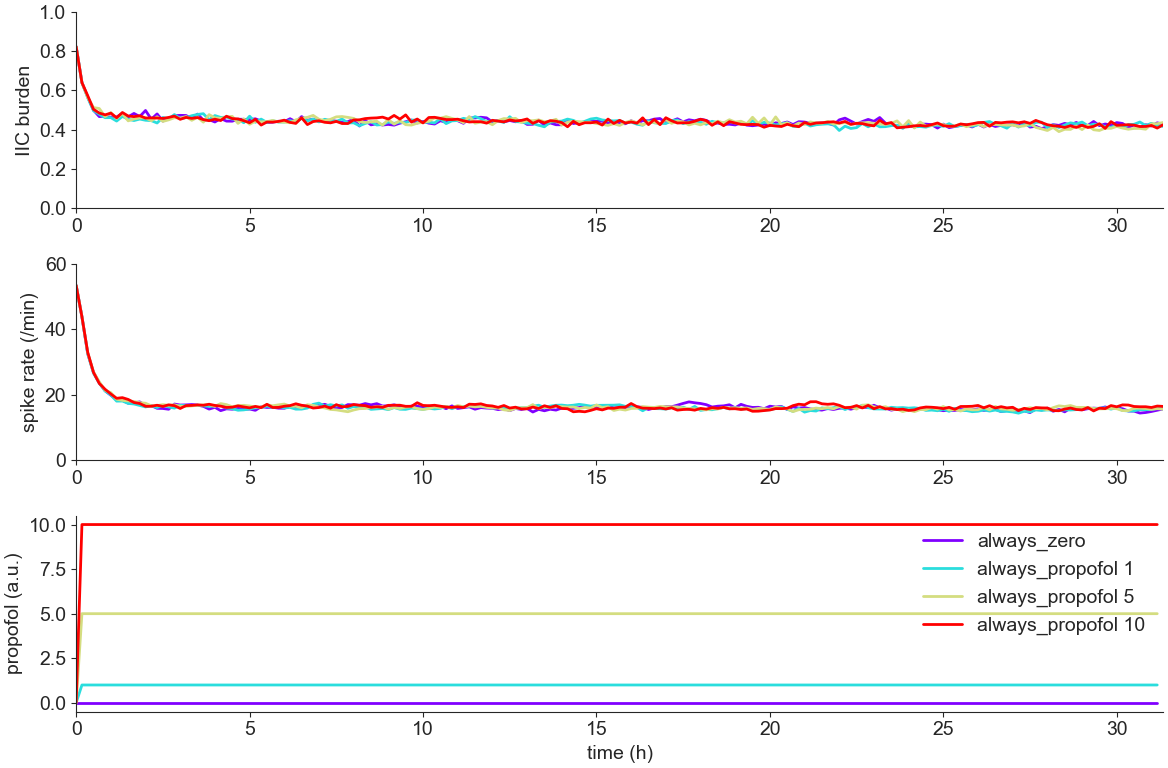 1.0
0.8
0.6
0.4
0.2
0.0
IIC burden
0 5 10 15 20 25 30
60
40
20
0
spike rate (/min)
0 5 10 15 20 25 30
10.0
7.5
5.0
2.5
0.0
propofol (a.u.)
always_zero
always_propofol 1
always_propofol 5
always_propofol 10
0 5 10 15 20 25 30
time (h)